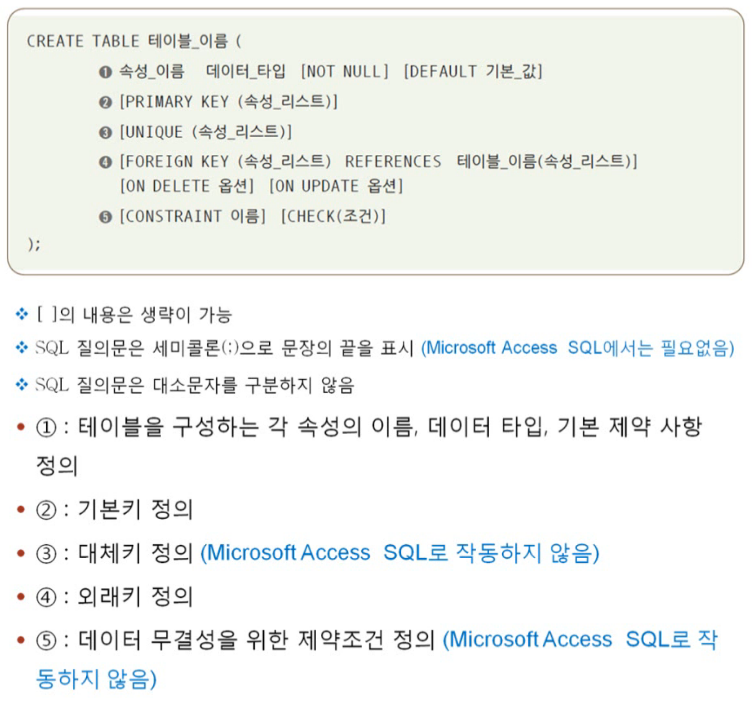 CREATE TABLE 테이블_이름 (
❶ 속성_이름 데이터_타입 [NOT NULL] [DEFAULT 기본_값]
❷ [PRIMARY KEY (속성_리스트)]
❸ [UNIQUE (속성_리스트)]
❹ [FOREIGN KEY (속성_리스트) REFERENCES 테이블_이름(속성_리스트)]
[ON DELETE 옵션] [ON UPDATE 옵션]
❺ [CONSTRAINT 이름] [CHECK(조건)]
);
❖ [ ]의 내용은 생략이 가능
❖ SQL 질의문은 세미콜론(;)으로 문장의 끝을 표시 (Microsoft Access SQL에서는 필요없음)
❖ SQL 질의문은 대소문자를 구분하지 않음
• ① : 테이블을 구성하는 각 속성의 이름, 데이터 타입, 기본 제약 사항
정의
• ② : 기본키 정의
• ③ : 대체키 정의 (Microsoft Access SQL로 작동하지 않음)
• ④ : 외래키 정의
• ⑤ : 데이터 무결성을 위한 제약조건 정의 (Microsoft Access SQL로 작
동하지 않음)